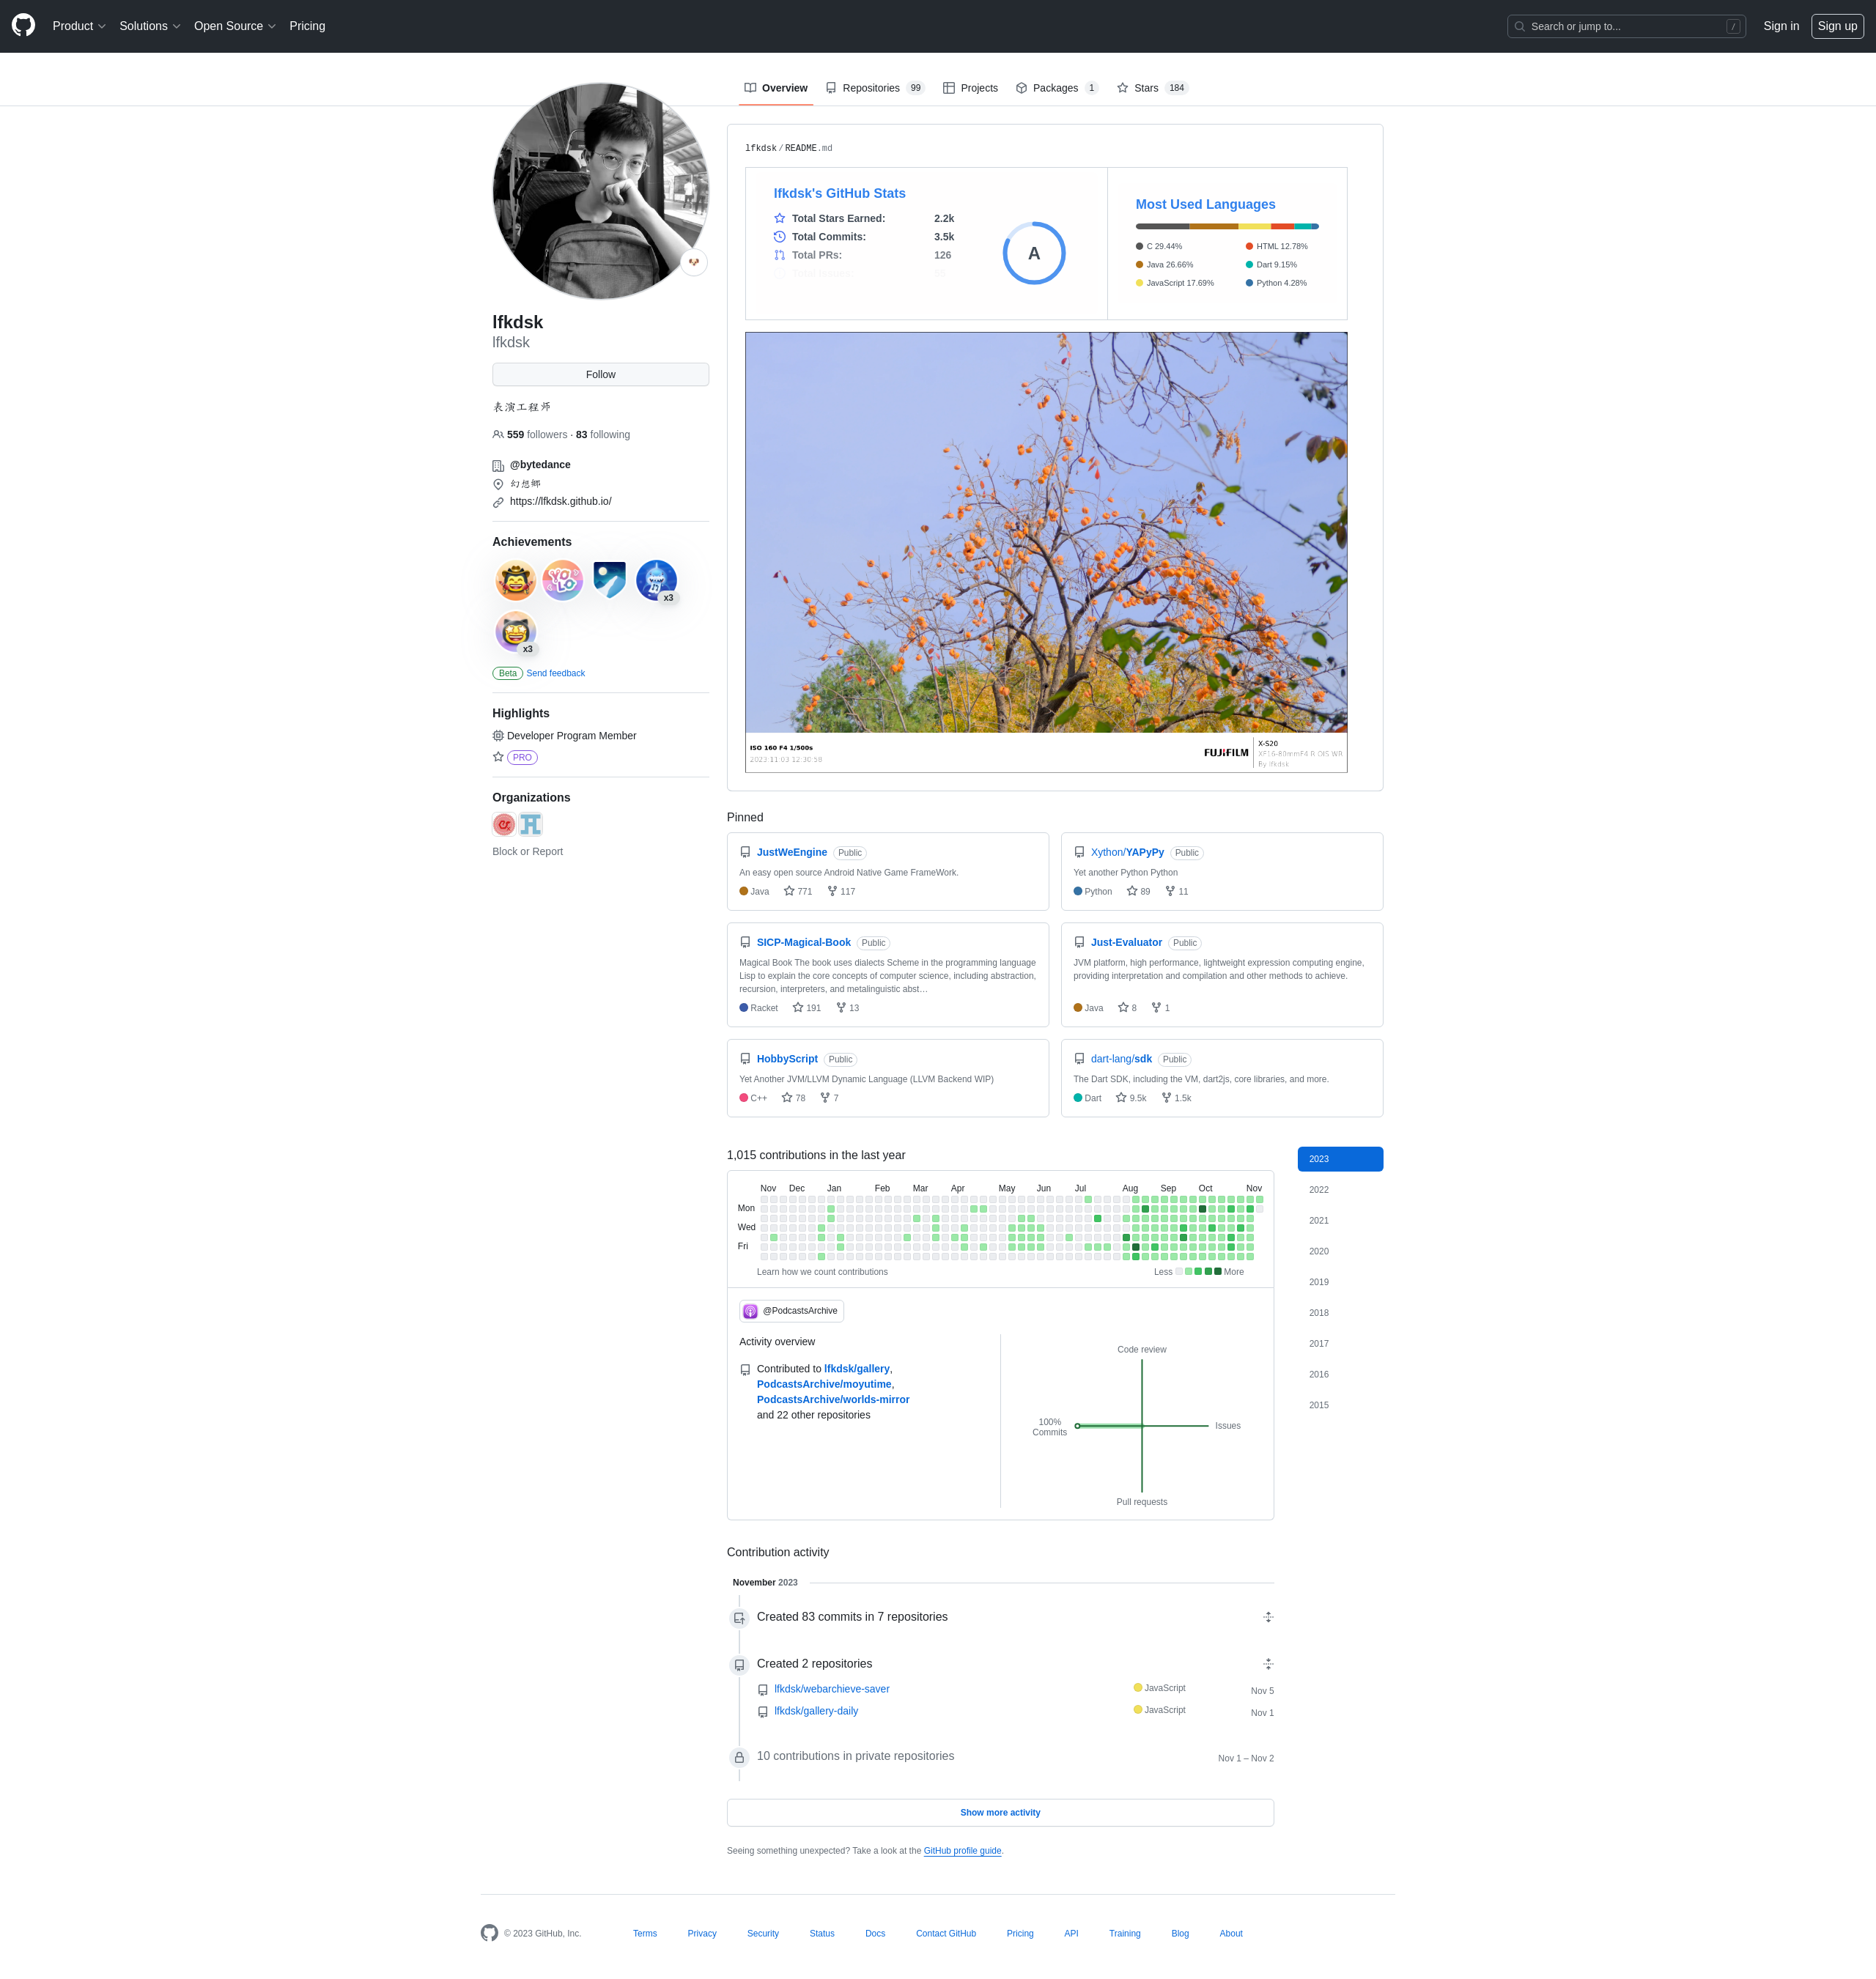 Product
Solutions
Open Source
Pricing
Search or jump to...
/
Sign in
Sign up
Overview
Repositories 99
Projects
Packages 1
Stars 184
lfkdsk
lfkdsk
Follow
表演工程师
559 followers · 83 following
@bytedance
幻想鄉
https://lfkdsk.github.io/
Achievements
x3
x3
Beta Send feedback
Highlights
Developer Program Member
PRO
Organizations
Block or Report
lfkdsk/README.md
lfkdsk's GitHub Stats
Total Stars Earned: 2.2k
Total Commits: 3.5k
Total PRs: 126
A
Most Used Languages
C 29.44%
HTML 12.78%
Java 26.66%
Dart 9.15%
JavaScript 17.69%
Python 4.28%
ISO 160 F4 1/500s
2023:11:03 12:30:58
FUJIFILM
X-S20
XF16-80mmF4 R OIS WR
By lfkdsk
Pinned
JustWeEngine Public
An easy open source Android Native Game FrameWork.
Java 771 117
Xython/YAPyPy Public
Yet another Python Python
Python 89 11
SICP-Magical-Book Public
Magical Book The book uses dialects Scheme in the programming language
Lisp to explain the core concepts of computer science, including abstraction,
recursion, interpreters, and metalinguistic abst…
Racket 191 13
Just-Evaluator Public
JVM platform, high performance, lightweight expression computing engine,
providing interpretation and compilation and other methods to achieve.
Java 8 1
HobbyScript Public
Yet Another JVM/LLVM Dynamic Language (LLVM Backend WIP)
C++ 78 7
dart-lang/sdk Public
The Dart SDK, including the VM, dart2js, core libraries, and more.
Dart 9.5k 1.5k
1,015 contributions in the last year
Nov Dec Jan Feb Mar Apr May Jun Jul Aug Sep Oct Nov
Mon
Wed
Fri
Learn how we count contributions
Less More
2023
2022
2021
2020
2019
2018
2017
2016
2015
@PodcastsArchive
Activity overview
Contributed to lfkdsk/gallery,
PodcastsArchive/moyutime,
PodcastsArchive/worlds-mirror
and 22 other repositories
Code review
100%
Commits
Issues
Pull requests
Contribution activity
November 2023
Created 83 commits in 7 repositories
Created 2 repositories
lfkdsk/webarchieve-saver JavaScript Nov 5
lfkdsk/gallery-daily JavaScript Nov 1
10 contributions in private repositories Nov 1 – Nov 2
Show more activity
Seeing something unexpected? Take a look at the GitHub profile guide.
© 2023 GitHub, Inc.
Terms
Privacy
Security
Status
Docs
Contact GitHub
Pricing
API
Training
Blog
About